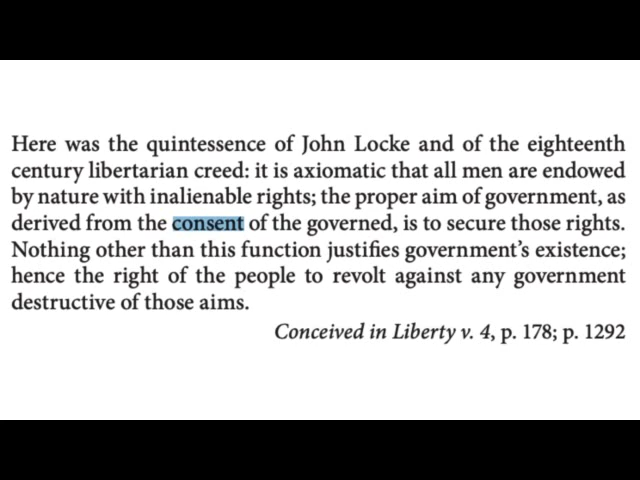 Here was the quintessence of John Locke and of the eighteenth
century libertarian creed: it is axiomatic that all men are endowed
by nature with inalienable rights; the proper aim of government, as
derived from the consent of the governed, is to secure those rights.
Nothing other than this function justifies government’s existence;
hence the right of the people to revolt against any government
destructive of those aims.
Conceived in Liberty v. 4, p. 178; p. 1292